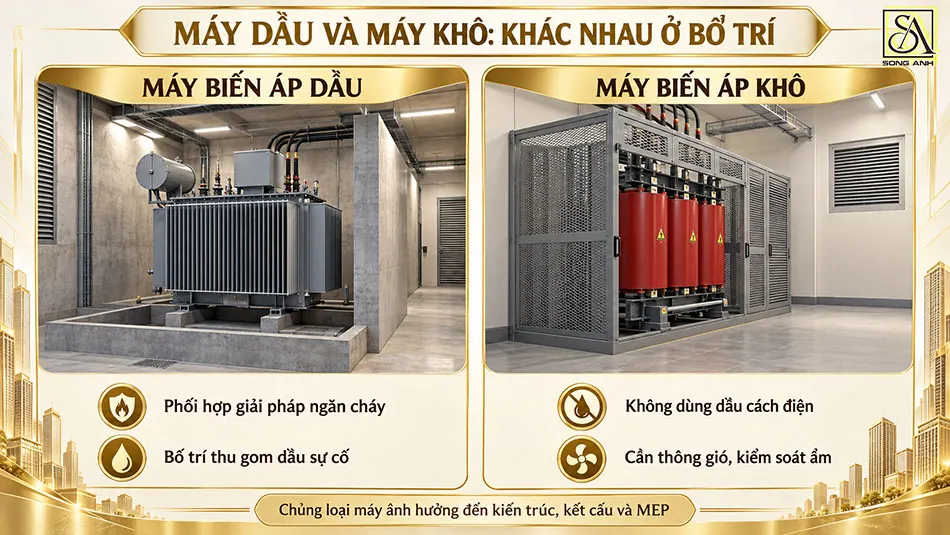 MÁY DẦU VÀ MÁY KHÔ: KHÁC NHAU Ở BỐ TRÍ
SA
SONG ANH
MÁY BIẾN ÁP DẦU
MÁY BIẾN ÁP KHÔ
Phối hợp giải pháp ngăn cháy
Bố trí thu gom dầu sự cố
Không dùng dầu cách điện
Cần thông gió, kiểm soát ẩm
Chủng loại máy ảnh hưởng đến kiến trúc, kết cấu và MEP